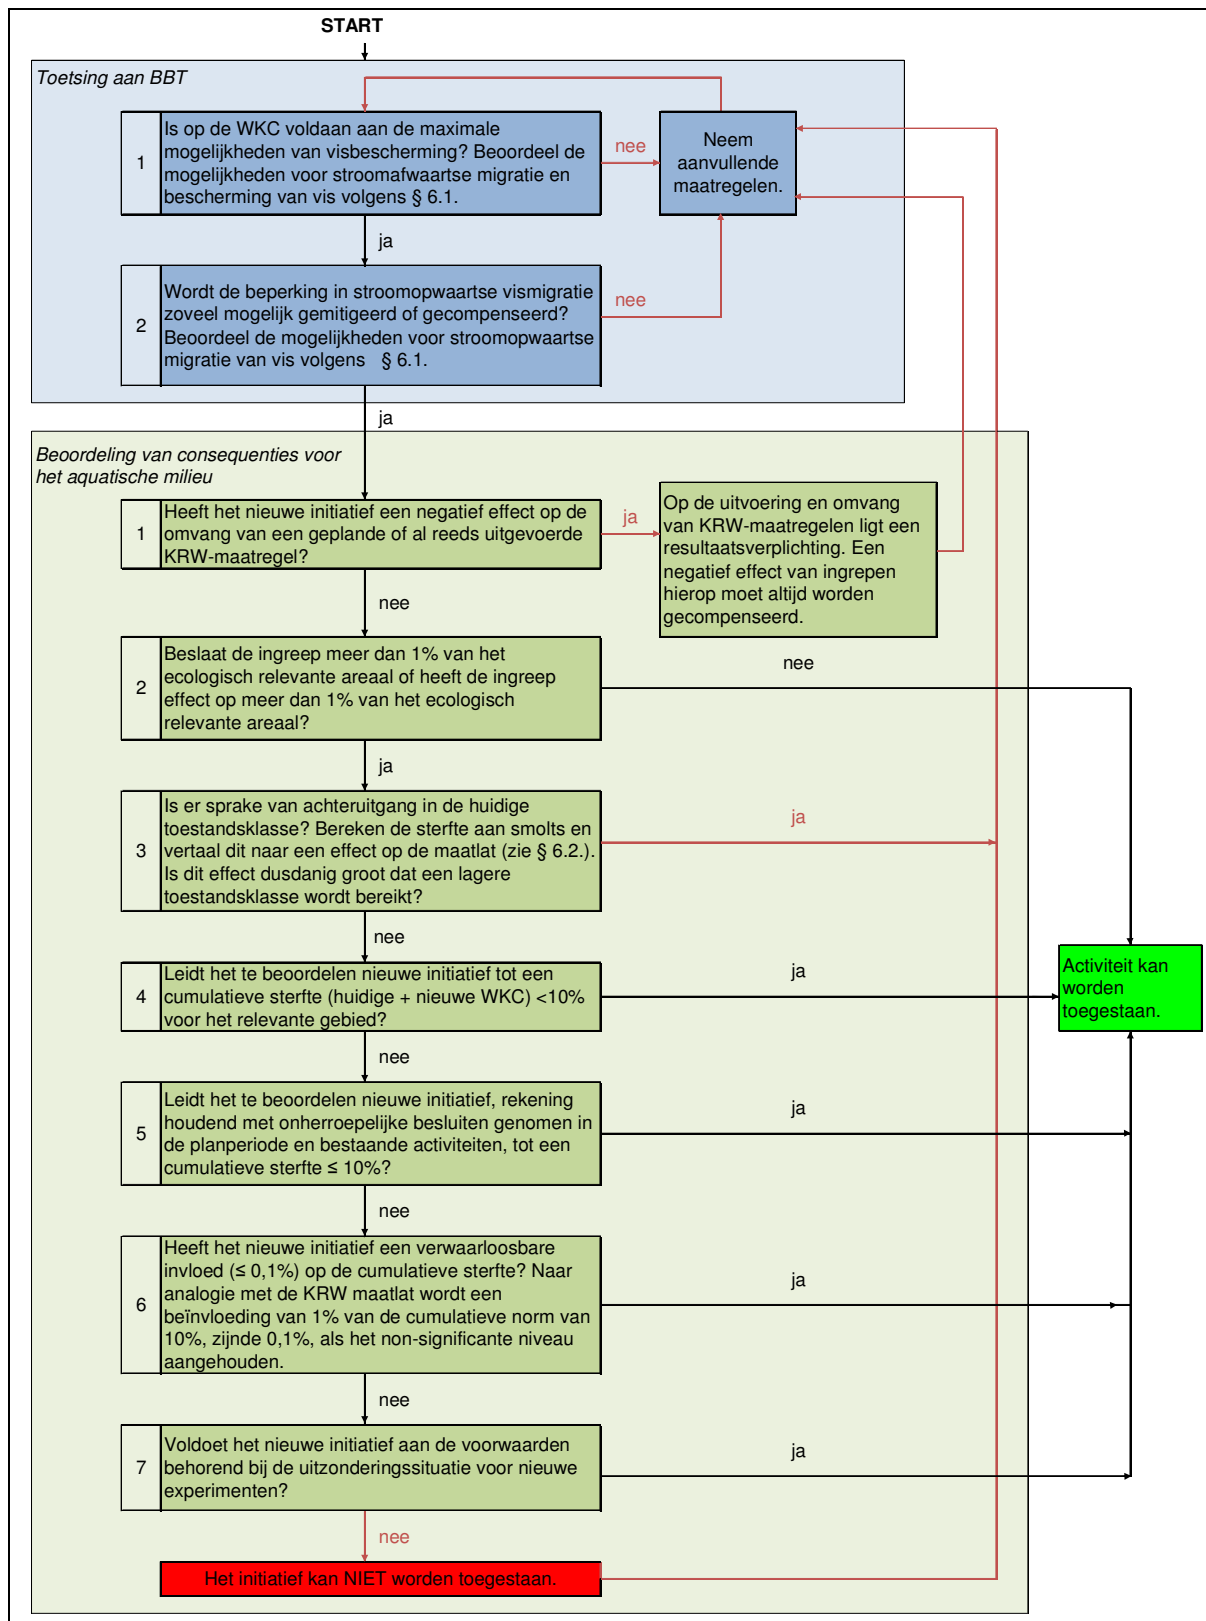 START
Toetsing aan BBT
1
Is op de WKC voldaan aan de maximale
mogelijkheden van visbescherming? Beoordeel de
mogelijkheden voor stroomafwaartse migratie en
bescherming van vis volgens § 6.1.
nee
Neem
aanvullende
maatregelen.
ja
2
Wordt de beperking in stroomopwaartse vismigratie
zoveel mogelijk gemitigeerd of gecompenseerd?
Beoordeel de mogelijkheden voor stroomopwaartse
migratie van vis volgens § 6.1.
nee
ja
Beoordeling van consequenties voor
het aquatische milieu
1
Heeft het nieuwe initiatief een negatief effect op de
omvang van een geplande of al reeds uitgevoerde
KRW-maatregel?
ja
Op de uitvoering en omvang
van KRW-maatregelen ligt een
resultaatsverplichting. Een
negatief effect van ingrepen
hierop moet altijd worden
gecompenseerd.
nee
2
Beslaat de ingreep meer dan 1% van het
ecologisch relevante areaal of heeft de ingreep
effect op meer dan 1% van het ecologisch
relevante areaal?
nee
ja
3
Is er sprake van achteruitgang in de huidige
toestandsklasse? Bereken de sterfte aan smolts en
vertaal dit naar een effect op de maatlat (zie § 6.2.).
Is dit effect dusdanig groot dat een lagere
toestandsklasse wordt bereikt?
ja
nee
4
Leidt het te beoordelen nieuwe initiatief tot een
cumulatieve sterfte (huidige + nieuwe WKC) <10%
voor het relevante gebied?
ja
Activiteit kan
worden
toegestaan.
nee
5
Leidt het te beoordelen nieuwe initiatief, rekening
houdend met onherroepelijke besluiten genomen in
de planperiode en bestaande activiteiten, tot een
cumulatieve sterfte ≤ 10%?
ja
nee
6
Heeft het nieuwe initiatief een verwaarloosbare
invloed (≤ 0,1%) op de cumulatieve sterfte? Naar
analogie met de KRW maatlat wordt een
beïnvloeding van 1% van de cumulatieve norm van
10%, zijnde 0,1%, als het non-significante niveau
aangehouden.
ja
nee
7
Voldoet het nieuwe initiatief aan de voorwaarden
behorend bij de uitzonderingssituatie voor nieuwe
experimenten?
ja
nee
Het initiatief kan NIET worden toegestaan.